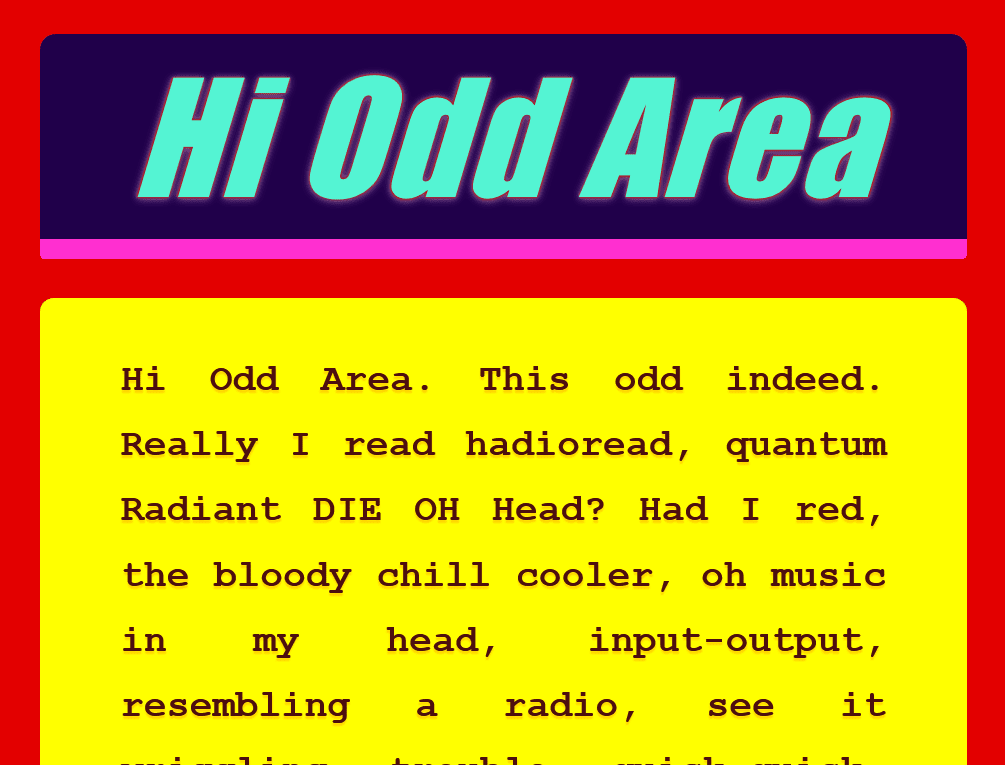 Hi Odd Area
Hi Odd Area. This odd indeed.
Really I read hadioread, quantum
Radiant DIE OH Head? Had I red,
the bloody chill cooler, oh music
in my head, input-output,
resembling a radio, see it